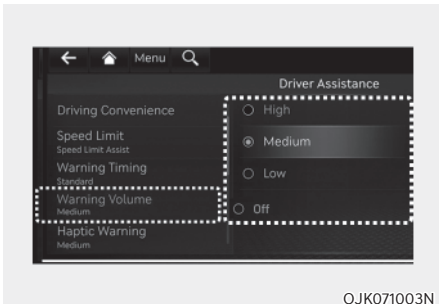 Menu
Driver Assistance
Driving Convenience
Speed Limit
Speed Limit Assist
Warning Timing
Standard
Warning Volume
Medium
Haptic Warning
Medium
High
Medium
Low
Off
OJK071003N